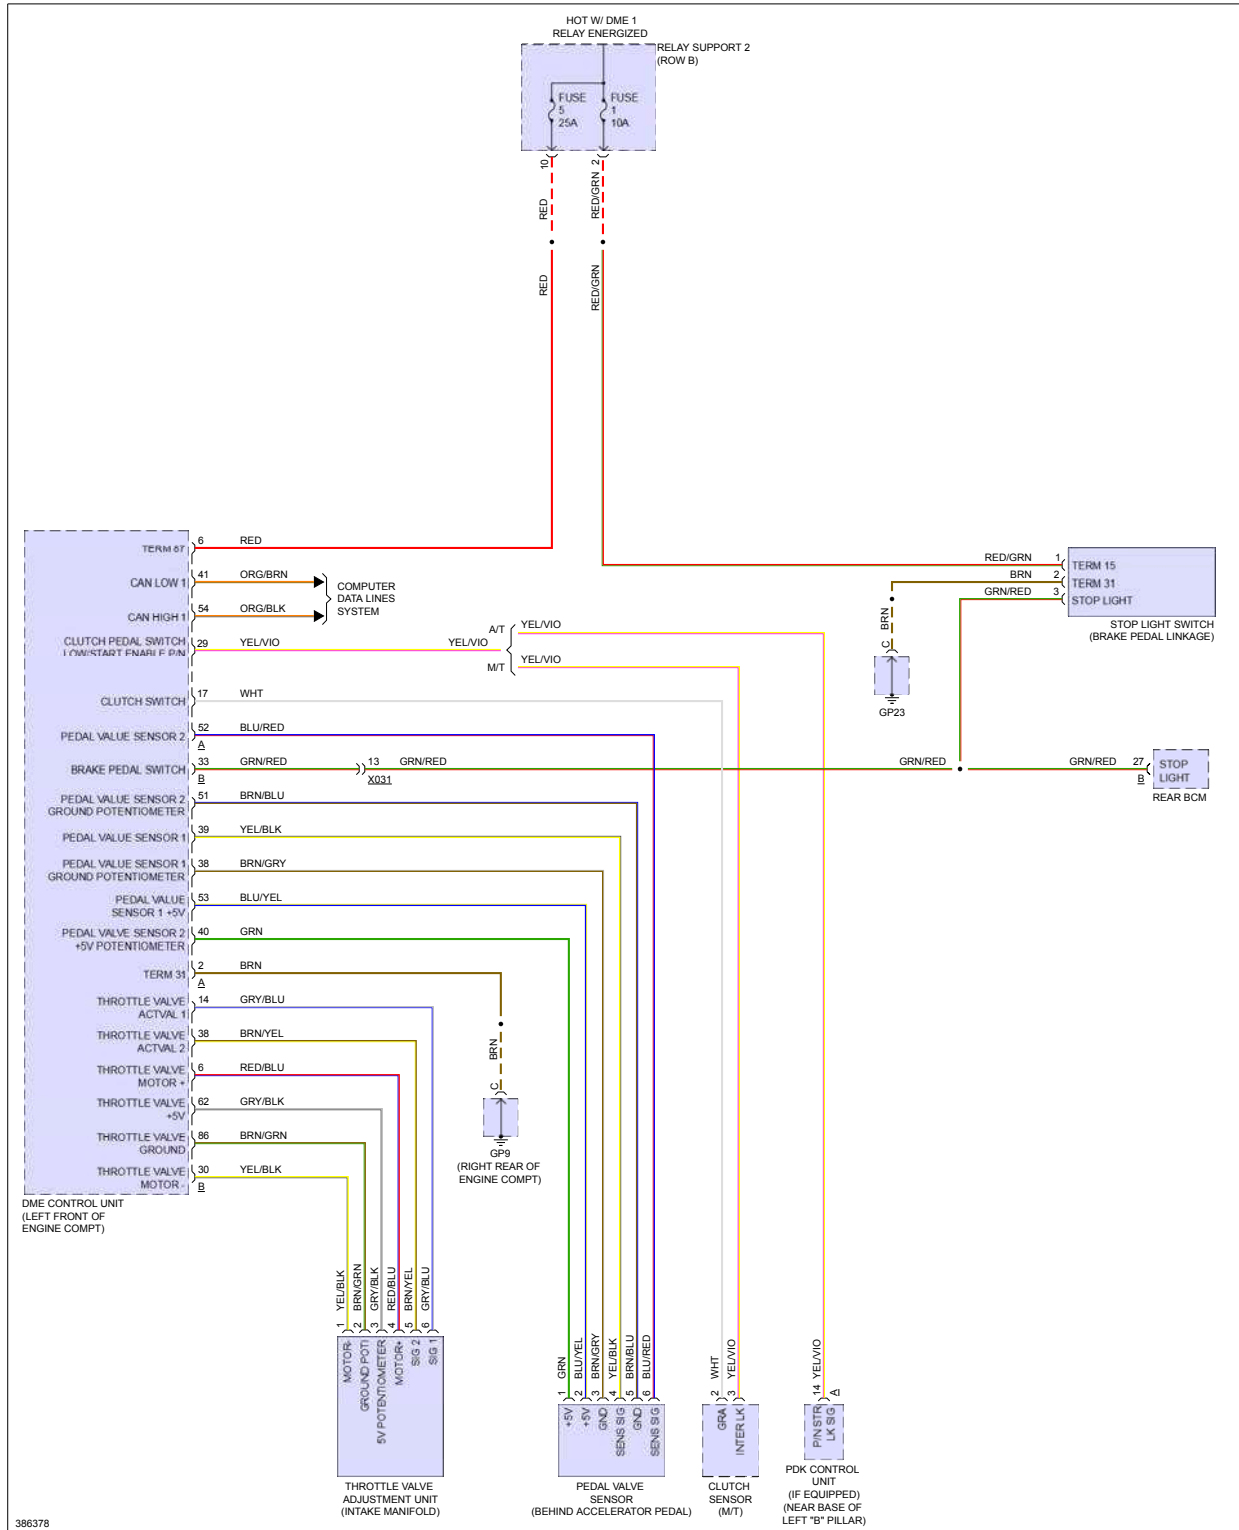 HOT W/ DME 1
RELAY ENERGIZED
RELAY SUPPORT 2
(ROW B)
FUSE
5
25A
FUSE
1
10A
10
2
RED
RED/GRN
RED
RED/GRN
TERM 87
6
RED
CAN LOW 1
41
ORG/BRN
CAN HIGH 1
54
ORG/BLK
COMPUTER
DATA LINES
SYSTEM
CLUTCH PEDAL SWITCH
LOW/START ENABLE P/N
29
YEL/VIO
YEL/VIO
A/T
YEL/VIO
M/T
YEL/VIO
CLUTCH SWITCH
17
WHT
PEDAL VALUE SENSOR 2
52
BLU/RED
A
BRAKE PEDAL SWITCH
33
GRN/RED
B
13
X031
GRN/RED
GRN/RED
GRN/RED
27
B
STOP
LIGHT
REAR BCM
RED/GRN
1
TERM 15
BRN
2
TERM 31
GRN/RED
3
STOP LIGHT
STOP LIGHT SWITCH
(BRAKE PEDAL LINKAGE)
BRN
C
GP23
PEDAL VALUE SENSOR 2
GROUND POTENTIOMETER
51
BRN/BLU
PEDAL VALUE SENSOR 1
39
YEL/BLK
PEDAL VALUE SENSOR 1
GROUND POTENTIOMETER
38
BRN/GRY
PEDAL VALUE
SENSOR 1 +5V
53
BLU/YEL
PEDAL VALVE SENSOR 2
+5V POTENTIOMETER
40
GRN
TERM 31
2
BRN
A
THROTTLE VALVE
ACTVAL 1
14
GRY/BLU
THROTTLE VALVE
ACTVAL 2
38
BRN/YEL
THROTTLE VALVE
MOTOR +
6
RED/BLU
THROTTLE VALVE
+5V
62
GRY/BLK
THROTTLE VALVE
GROUND
86
BRN/GRN
THROTTLE VALVE
MOTOR -
30
YEL/BLK
B
DME CONTROL UNIT
(LEFT FRONT OF
ENGINE COMPT)
BRN
C
GP9
(RIGHT REAR OF
ENGINE COMPT)
1 YEL/BLK
2 BRN/GRN
3 GRY/BLK
4 RED/BLU
5 BRN/YEL
6 GRY/BLU
MOTOR-
GROUND POTI
5V POTENTIOMETER
MOTOR+
SIG 2
SIG 1
THROTTLE VALVE
ADJUSTMENT UNIT
(INTAKE MANIFOLD)
1 GRN
2 BLU/YEL
3 BRN/GRY
4 YEL/BLK
5 BRN/BLU
6 BLU/RED
+5V
+5V
GND
SENS SIG
GND
SENS SIG
PEDAL VALVE
SENSOR
(BEHIND ACCELERATOR PEDAL)
2 WHT
3 YEL/VIO
GRA
INTER LK
CLUTCH
SENSOR
(M/T)
14 YEL/VIO
A
P/N STR
LK SIG
PDK CONTROL
UNIT
(IF EQUIPPED)
(NEAR BASE OF
LEFT "B" PILLAR)
386378